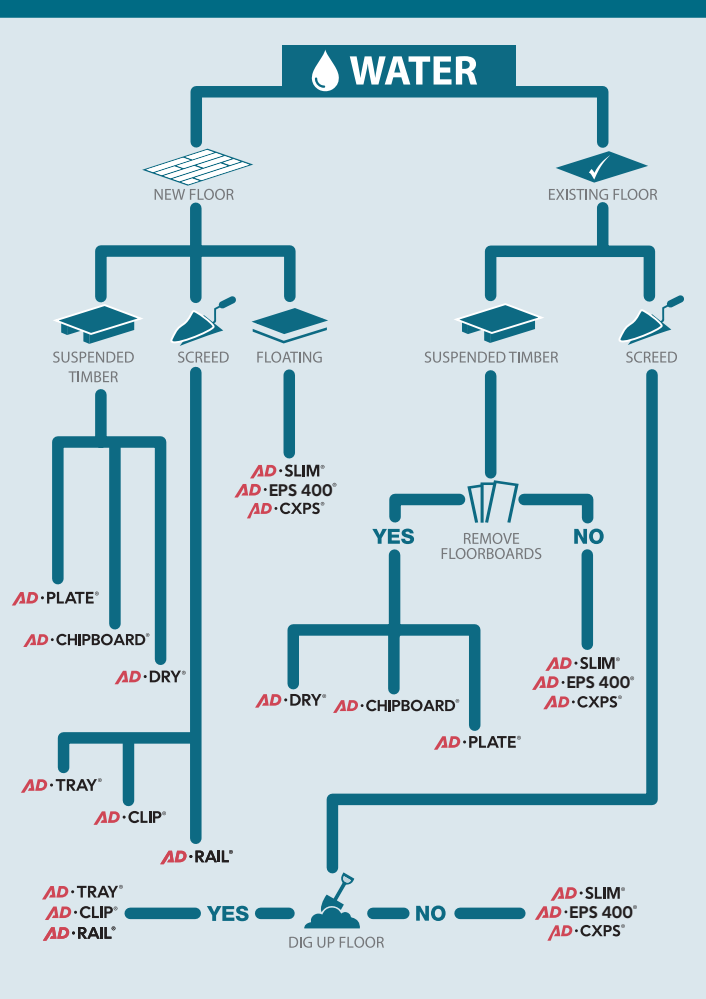 WATER
NEW FLOOR
EXISTING FLOOR
SUSPENDED
TIMBER
SCREED
FLOATING
SUSPENDED TIMBER
SCREED
AD·SLIM®
AD·EPS 400®
AD·CXPS®
YES
REMOVE
FLOORBOARDS
NO
AD·PLATE®
AD·CHIPBOARD®
AD·DRY®
AD·DRY®
AD·CHIPBOARD®
AD·PLATE®
AD·SLIM®
AD·EPS 400®
AD·CXPS®
AD·TRAY®
AD·CLIP®
AD·RAIL®
AD·TRAY®
AD·CLIP®
AD·RAIL®
YES
DIG UP FLOOR
NO
AD·SLIM®
AD·EPS 400®
AD·CXPS®